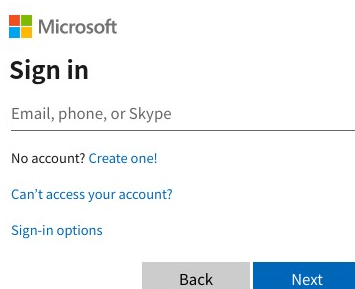 Microsoft
Sign in
Email, phone, or Skype
No account? Create one!
Can’t access your account?
Sign-in options
Back Next